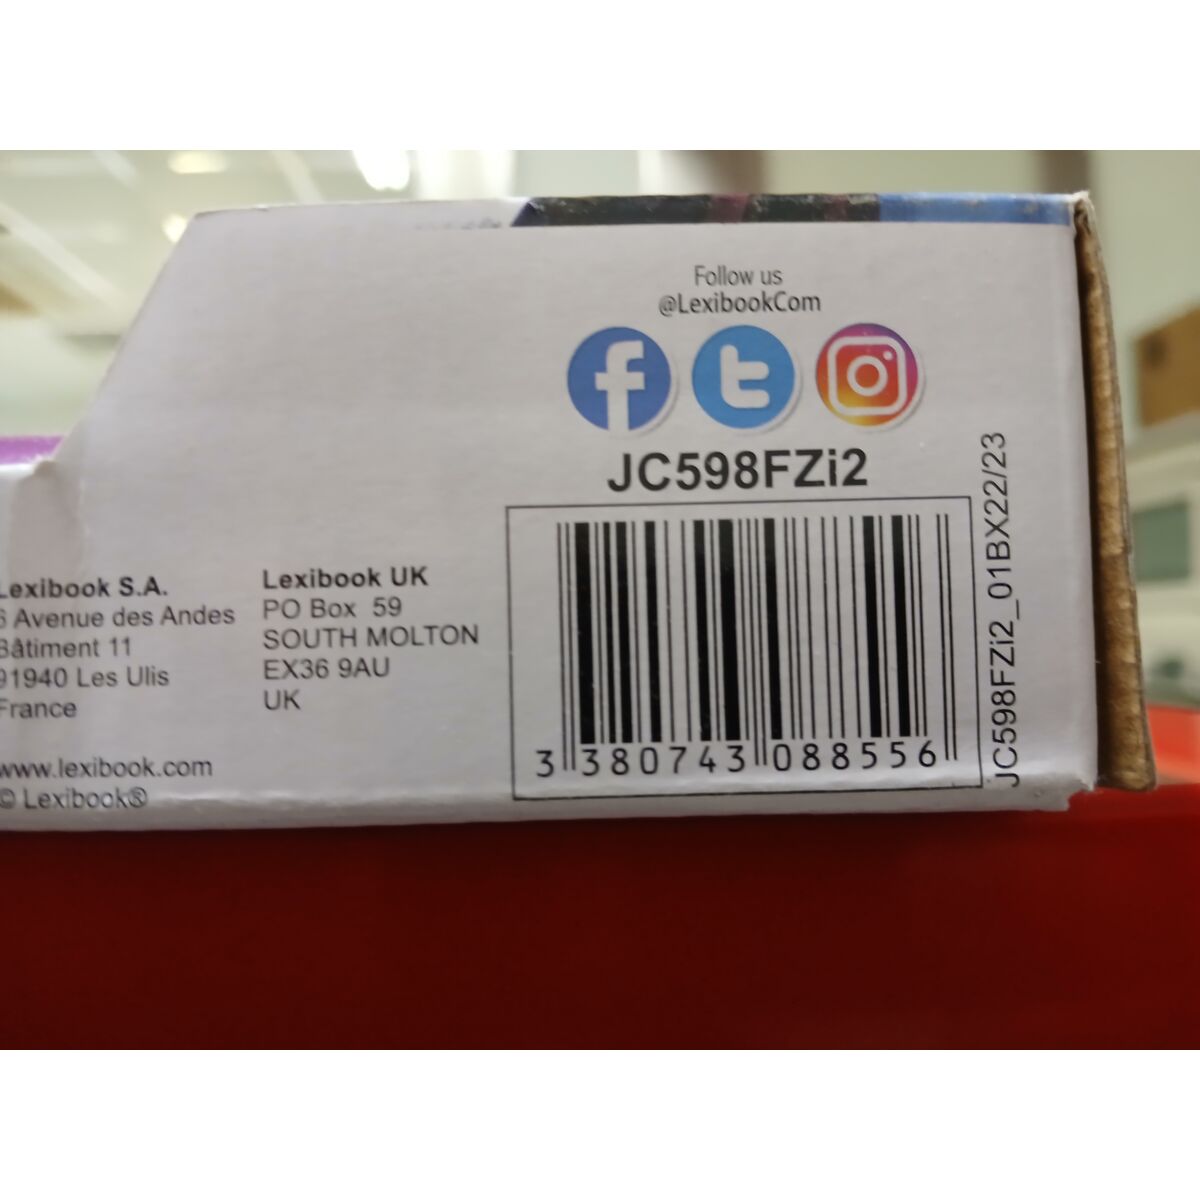 Follow us
@LexibookCom
JC598FZi2
Lexibook S.A.
6 Avenue des Andes
Bâtiment 11
91940 Les Ulis
France
www.lexibook.com
© Lexibook®
Lexibook UK
PO Box 59
SOUTH MOLTON
EX36 9AU
UK
3 380743 088556
JC598FZi2_01BX22/23